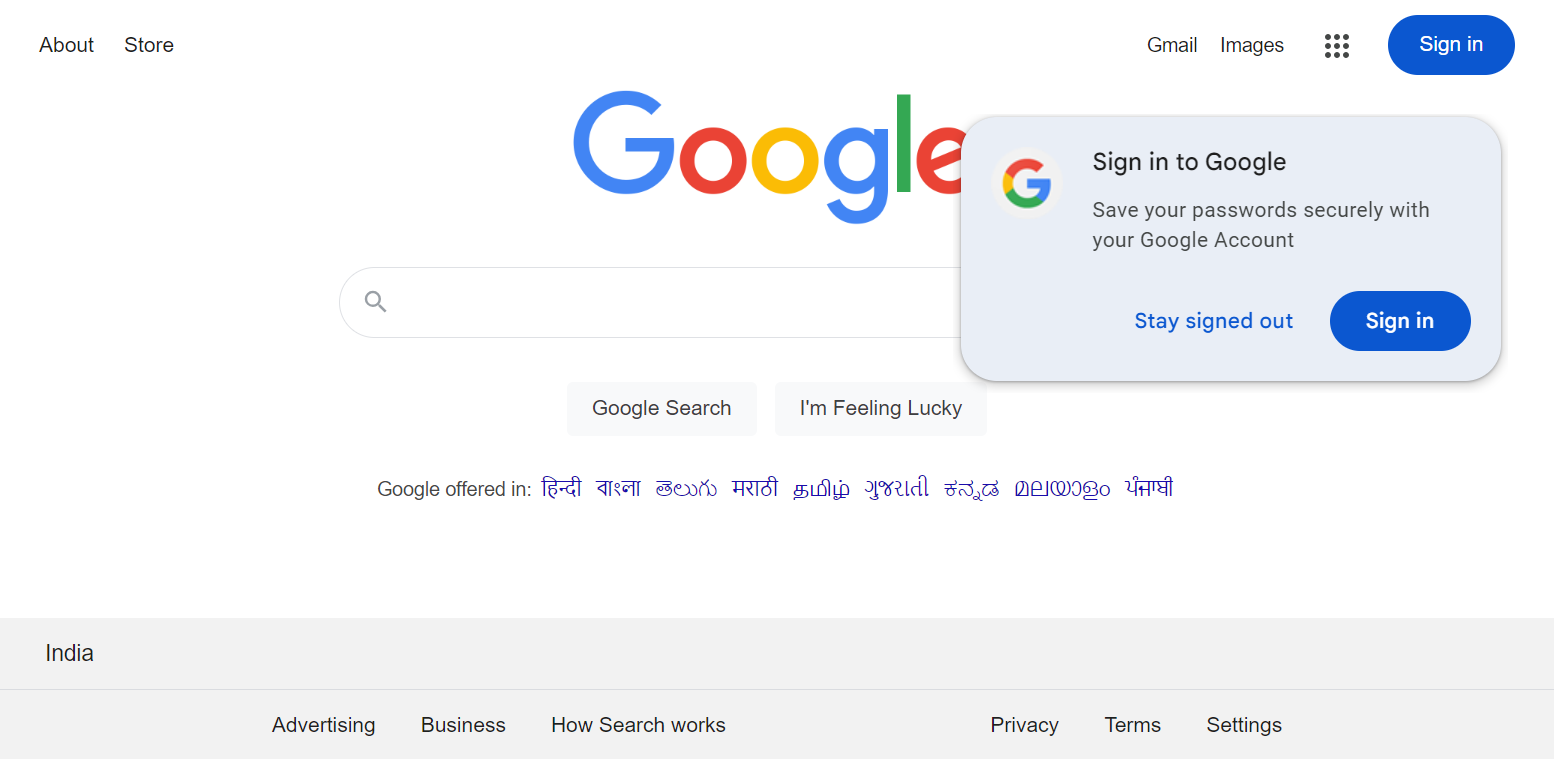 About Store Gmail Images Sign in
Google
Sign in to Google
Save your passwords securely with
your Google Account
Stay signed out Sign in
Google Search I'm Feeling Lucky
Google offered in: हिन्दी বাংলা తెలుగు मराठी தமிழ் ગુજરાતી ಕನ್ನಡ മലയാളം ਪੰਜਾਬੀ
India
Advertising Business How Search works Privacy Terms Settings